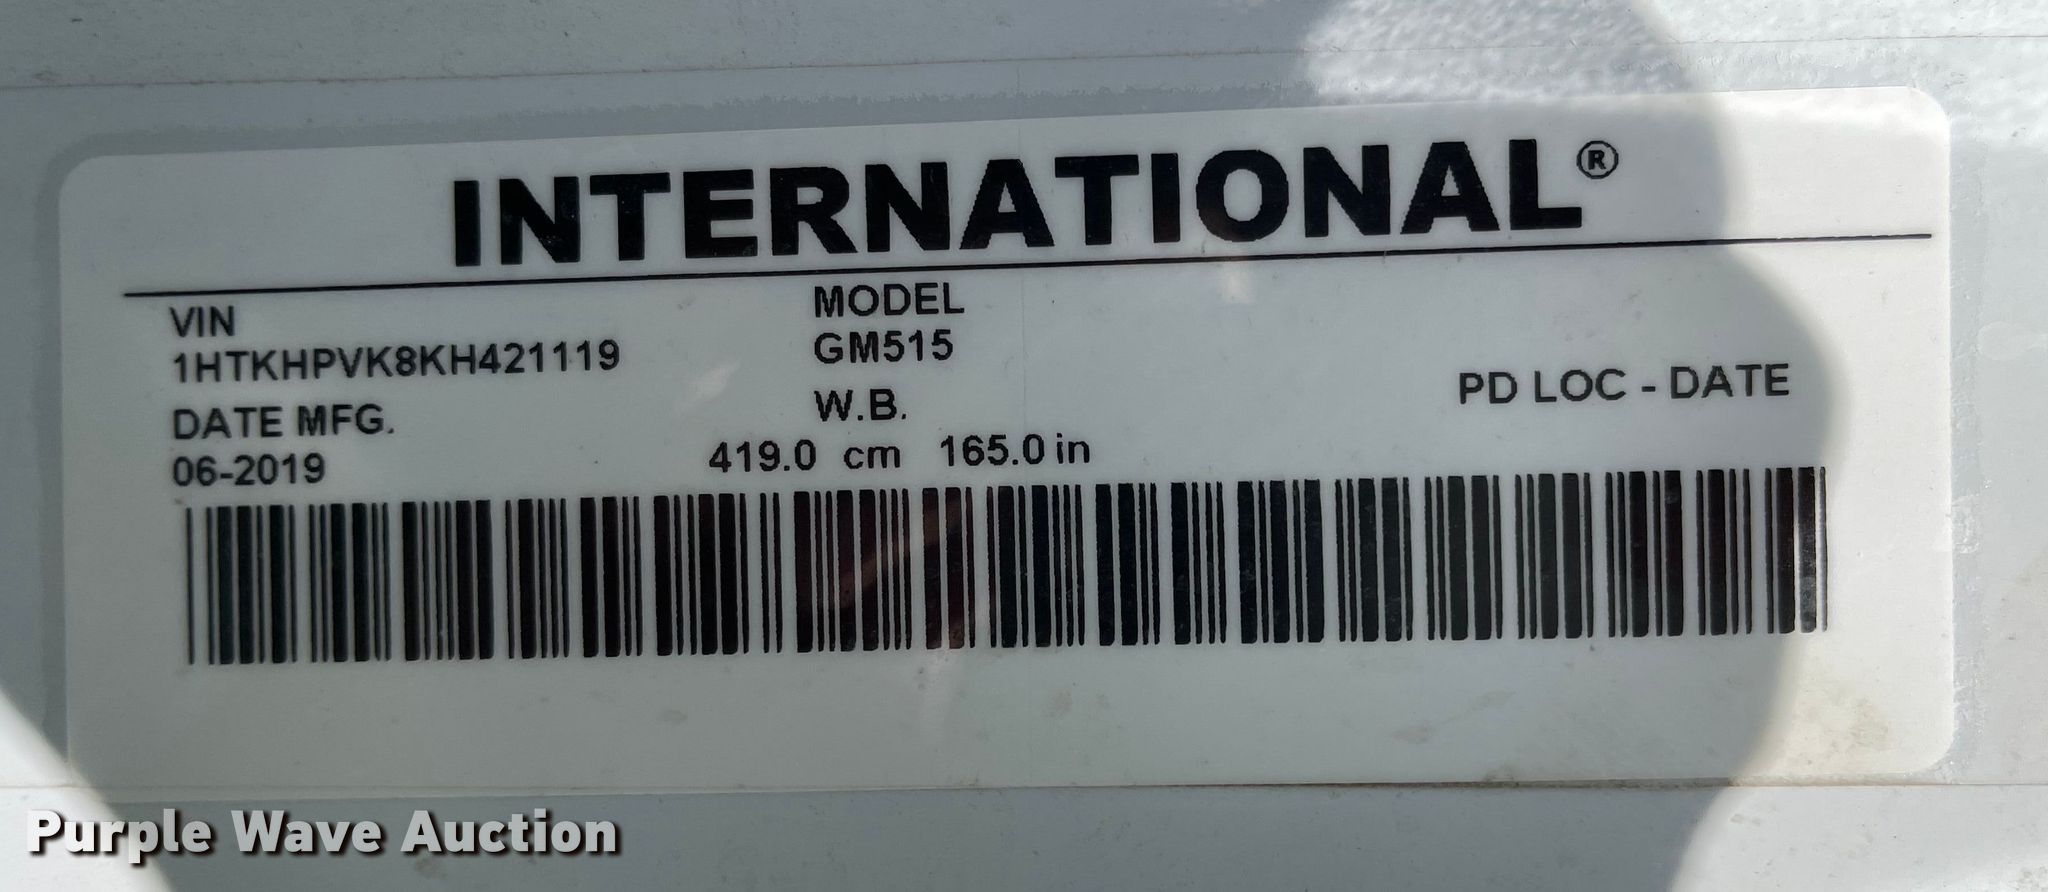 INTERNATIONAL®
VIN
1HTKHPVK8KH421119
DATE MFG.
06-2019
MODEL
GM515
W.B.
419.0 cm 165.0 in
PD LOC - DATE
Purple Wave Auction